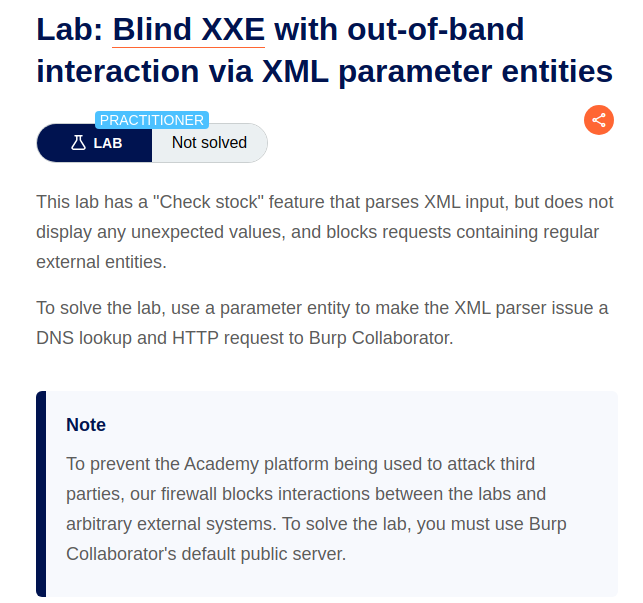 Lab: Blind XXE with out-of-band
interaction via XML parameter entities
PRACTITIONER
LAB
Not solved
This lab has a "Check stock" feature that parses XML input, but does not
display any unexpected values, and blocks requests containing regular
external entities.
To solve the lab, use a parameter entity to make the XML parser issue a
DNS lookup and HTTP request to Burp Collaborator.
Note
To prevent the Academy platform being used to attack third
parties, our firewall blocks interactions between the labs and
arbitrary external systems. To solve the lab, you must use Burp
Collaborator's default public server.